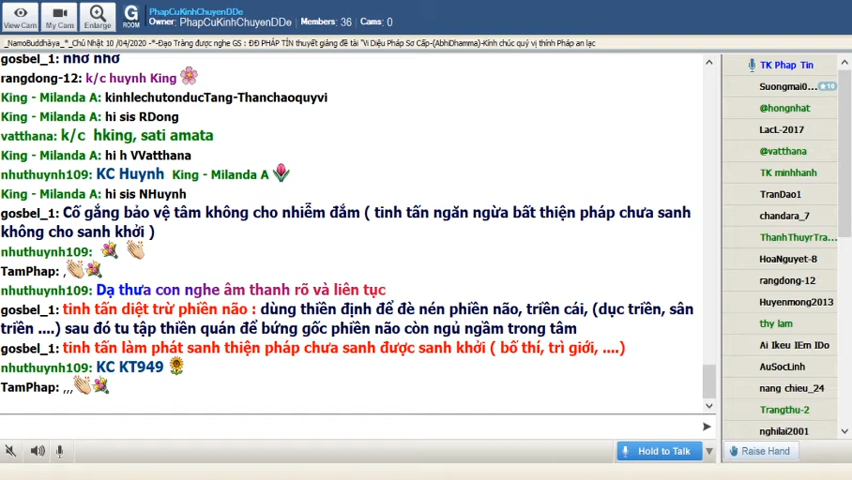 PhapCuKinhChuyenDDe
Owner: PhapCuKinhChuyenDDe Members: 36 Cams: 0
View Cam My Cam Enlarge G ROOM
_NamoBuddhàya_*_Chủ Nhật 10 /04/2020 -*-Đạo Tràng được nghe GS : ĐĐ PHÁP TÍN thuyết giảng đề tài "Vi Diệu Pháp Sơ Cấp-(AbhiDhamma)-Kính chúc quý vị thính Pháp an lạc
gosbel_1: nhơ nhớ
rangdong-12: k/c huynh King
King - Milanda A: kinhlechutonducTang-Thanchaoquyvi
King - Milanda A: hi sis RDong
vatthana: k/c hking, sati amata
King - Milanda A: hi h VVatthana
nhuthuynh109: KC Huynh King - Milanda A
King - Milanda A: hi sis NHuynh
gosbel_1: Cố gắng bảo vệ tâm không cho nhiễm đắm ( tinh tấn ngăn ngừa bất thiện pháp chưa sanh
không cho sanh khởi )
nhuthuynh109:
TamPhap: ,
nhuthuynh109: Dạ thưa con nghe âm thanh rõ và liên tục
gosbel_1: tinh tấn diệt trừ phiền não : dùng thiền định để đè nén phiền não, triền cái, (dục triền, sân
triền ....) sau đó tu tập thiền quán để bứng gốc phiền não còn ngủ ngầm trong tâm
gosbel_1: tinh tấn làm phát sanh thiện pháp chưa sanh được sanh khởi ( bố thí, trì giới, ....)
nhuthuynh109: KC KT949
TamPhap: ,,,
Hold to Talk
TK Phap Tin
Suongmai0... 10
@hongnhat
LacL-2017
@vatthana
TK minhhanh
TranDao1
chandara_7
ThanhThuyrTra...
HoaNguyet-8
rangdong-12
Huyenmong2013
thy lam
Ai Ikeu IEm IDo
AuSocLinh
nang chieu_24
Trangthu-2
nghilai2001
Raise Hand